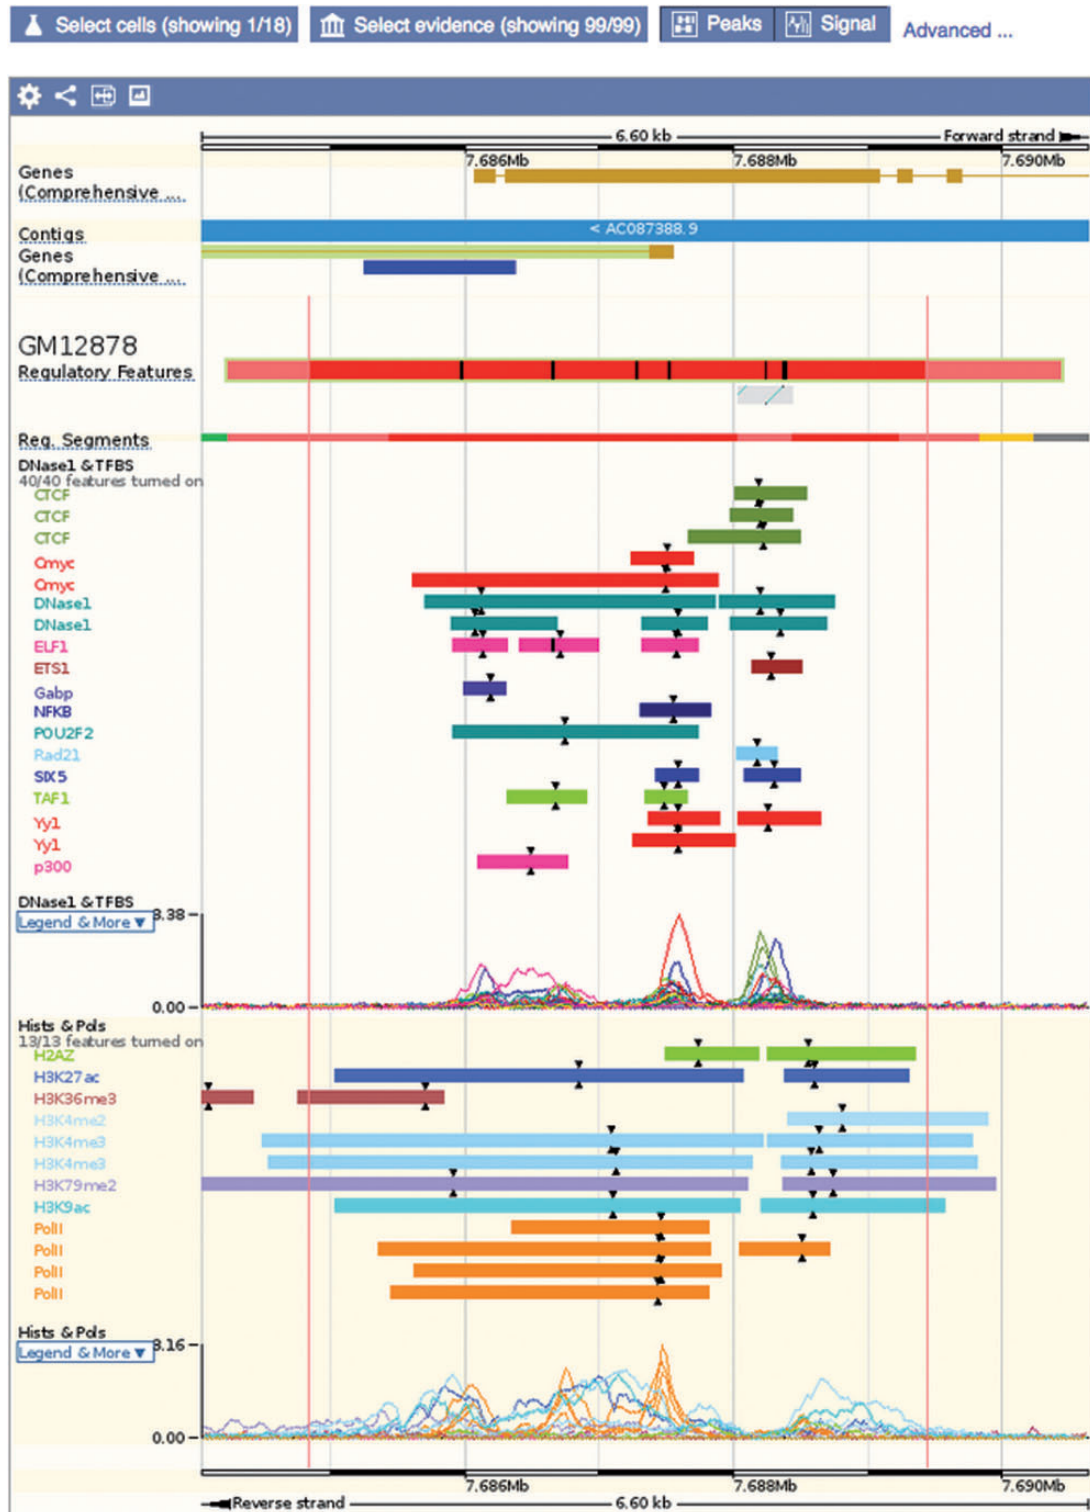 Select cells (showing 1/18) Select evidence (showing 99/99) Peaks Signal Advanced ...
6.60 kb Forward strand
7.686Mb 7.688Mb 7.690Mb
Genes
(Comprehensive ...
Contigs < AC087388.9
Genes
(Comprehensive ...
GM12878
Regulatory Features
Reg. Segments
DNase1 & TFBS
40/40 features turned on
CTCF
CTCF
CTCF
Cmyc
Cmyc
DNase1
DNase1
ELF1
ETS1
Gabp
NFKB
POU2F2
Rad21
SIX5
TAF1
Yy1
Yy1
p300
DNase1 & TFBS
Legend & More ▼ 8.38
0.00
Hists & Pols
13/13 features turned on
H2AZ
H3K27ac
H3K36me3
H3K4me2
H3K4me3
H3K4me3
H3K79me2
H3K9ac
PolII
PolII
PolII
PolII
Hists & Pols
Legend & More ▼ 8.16
0.00
7.686Mb 7.688Mb 7.690Mb
Reverse strand 6.60 kb